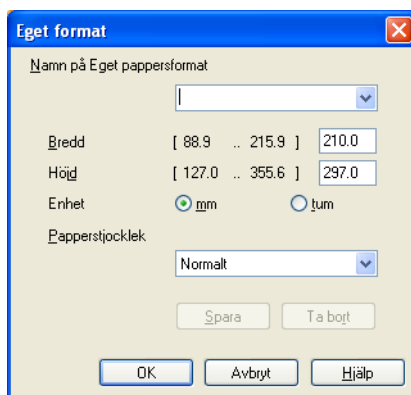 Eget format
Namn på Eget pappersformat
Bredd [ 88.9 .. 215.9 ] 210.0
Höjd [ 127.0 .. 355.6 ] 297.0
Enhet mm tum
Papperstjocklek
Normalt
Spara Ta bort
OK Avbryt Hjälp